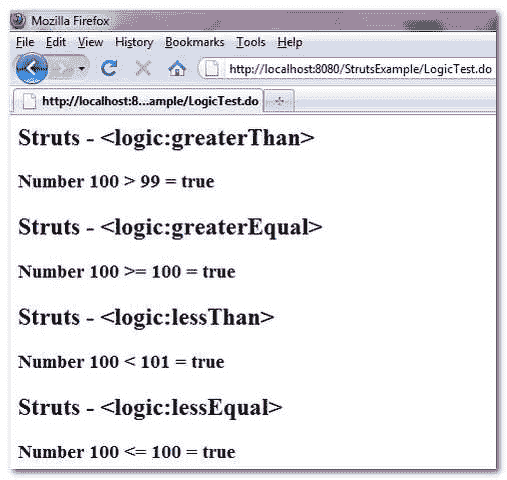 Mozilla Firefox
File Edit View History Bookmarks Tools Help
http://localhost:8080/StrutsExample/LogicTest.do
http://localhost:8...ample/LogicTest.do
Struts - <logic:greaterThan>
Number 100 > 99 = true
Struts - <logic:greaterEqual>
Number 100 >= 100 = true
Struts - <logic:lessThan>
Number 100 < 101 = true
Struts - <logic:lessEqual>
Number 100 <= 100 = true